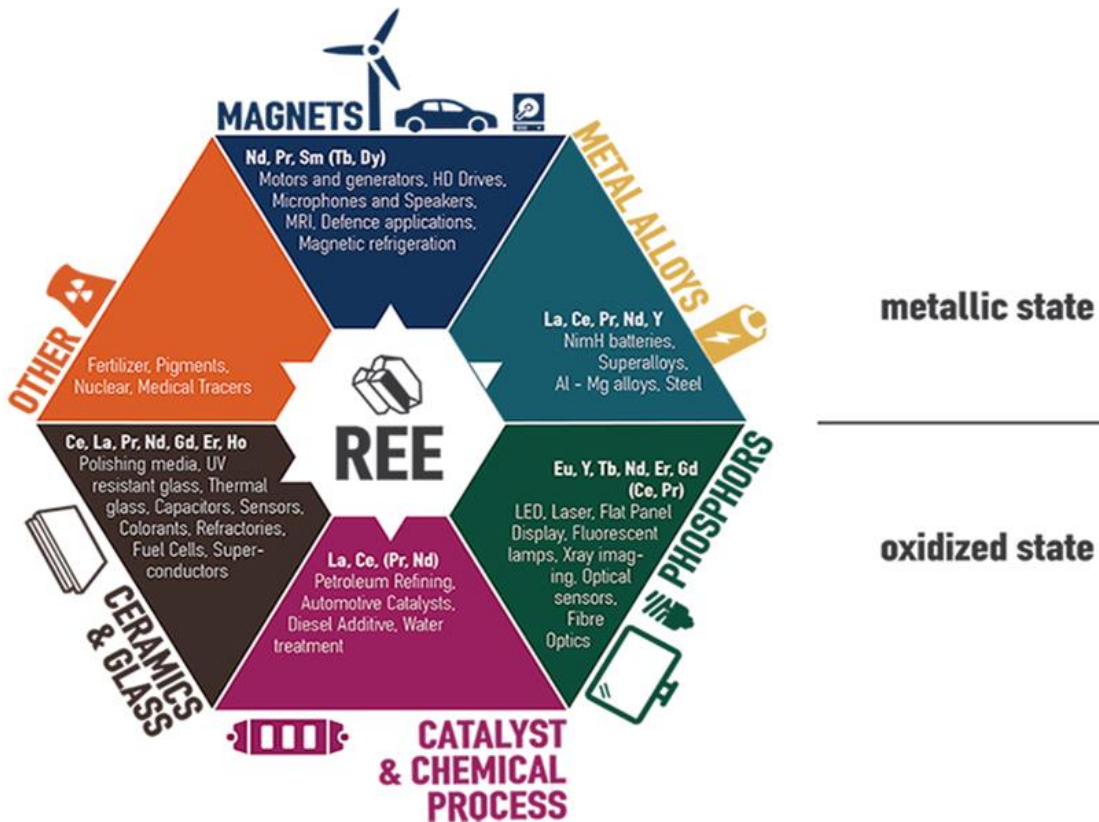 MAGNETS
Nd, Pr, Sm (Tb, Dy)
Motors and generators, HD Drives,
Microphones and Speakers,
MRI, Defence applications,
Magnetic refrigeration
METAL ALLOYS
La, Ce, Pr, Nd, Y
NimH batteries,
Superalloys,
Al - Mg alloys, Steel
metallic state
OTHER
Fertilizer, Pigments,
Nuclear, Medical Tracers
REE
Ce, La, Pr, Nd, Gd, Er, Ho
Polishing media, UV
resistant glass, Thermal
glass, Capacitors, Sensors,
Colorants, Refractories,
Fuel Cells, Super-
conductors
CERAMICS
& GLASS
La, Ce, (Pr, Nd)
Petroleum Refining,
Automotive Catalysts,
Diesel Additive, Water
treatment
CATALYST
& CHEMICAL
PROCESS
Eu, Y, Tb, Nd, Er, Gd
(Ce, Pr)
LED, Laser, Flat Panel
Display, Fluorescent
lamps, Xray imag-
ing, Optical
sensors,
Fibre
Optics
PHOSPHORS
oxidized state